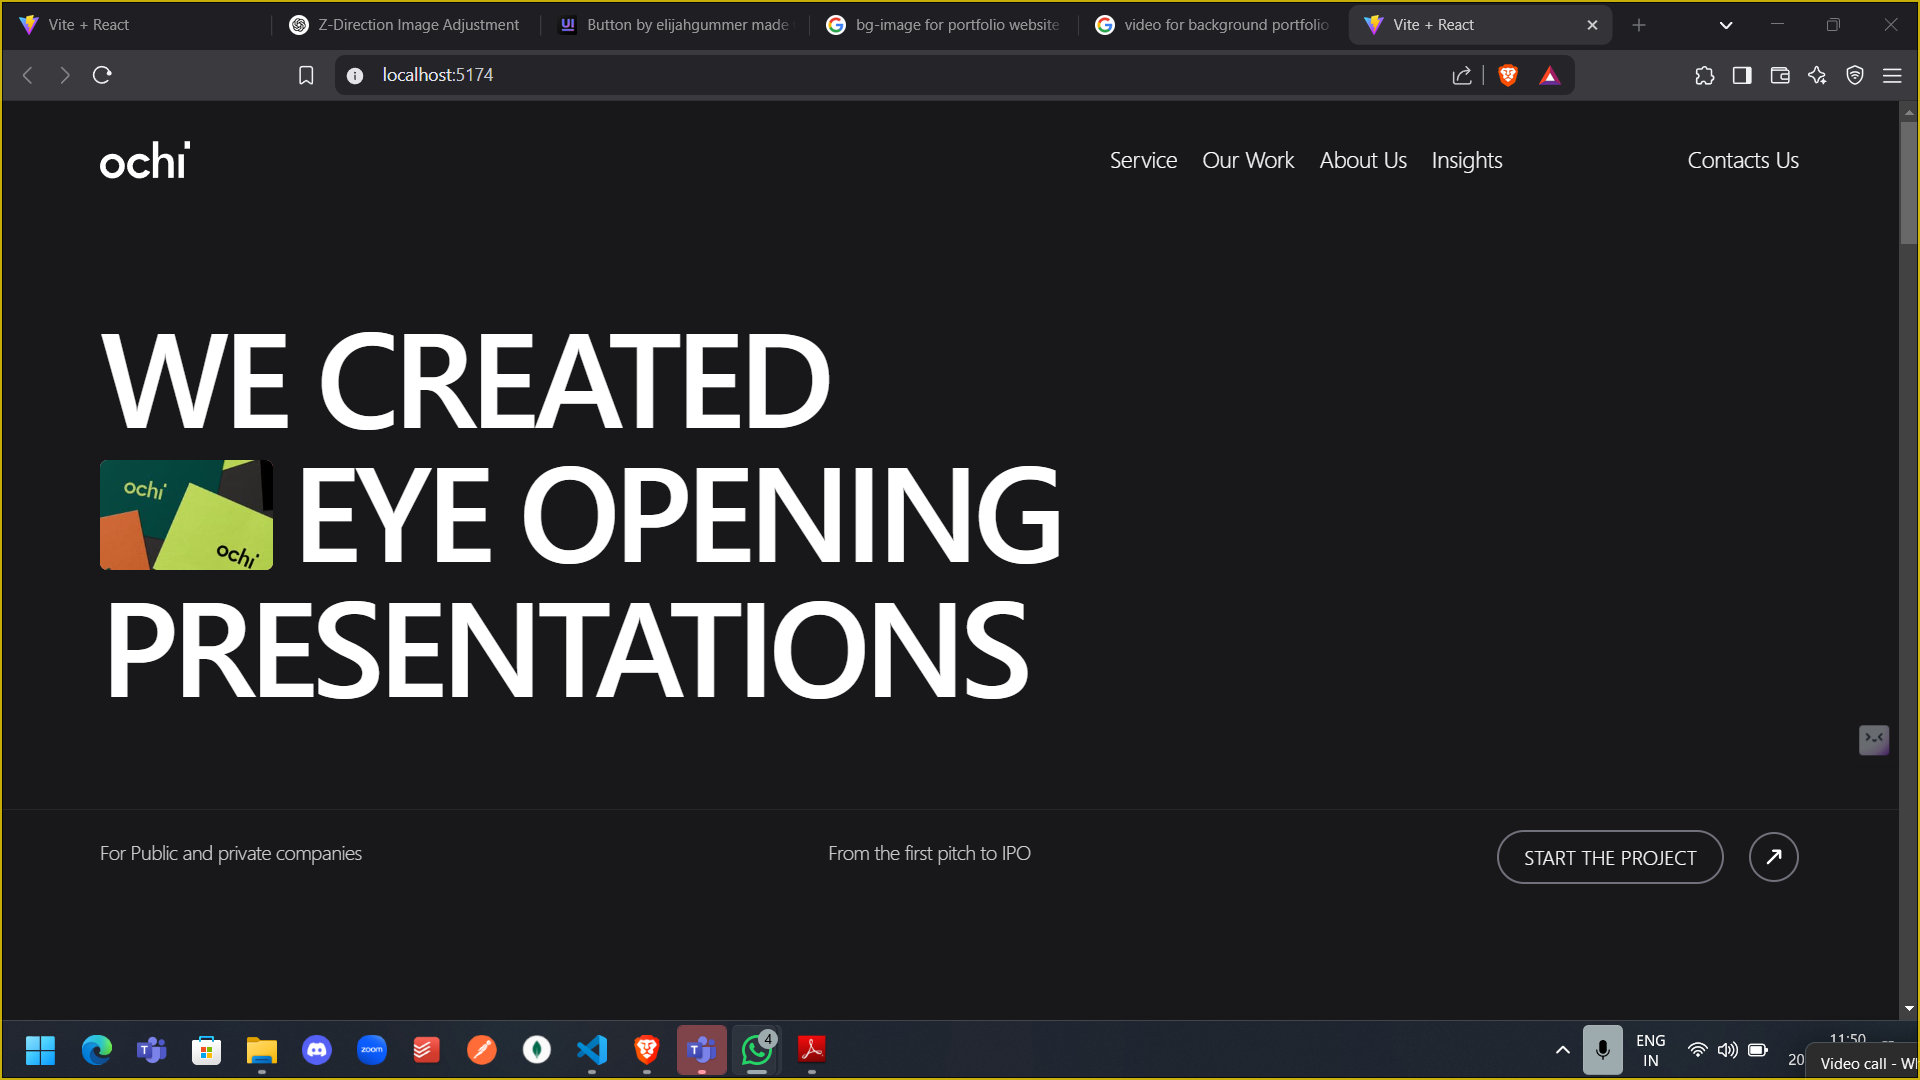 Vite + React
Z-Direction Image Adjustment
Button by elijahgummer made
bg-image for portfolio website
video for background portfolio
Vite + React
localhost:5174
ochi
Service
Our Work
About Us
Insights
Contacts Us
WE CREATED
ochi
ochi
EYE OPENING
PRESENTATIONS
For Public and private companies
From the first pitch to IPO
START THE PROJECT
zoom
4
ENG
IN
11:50
20
Video call - W